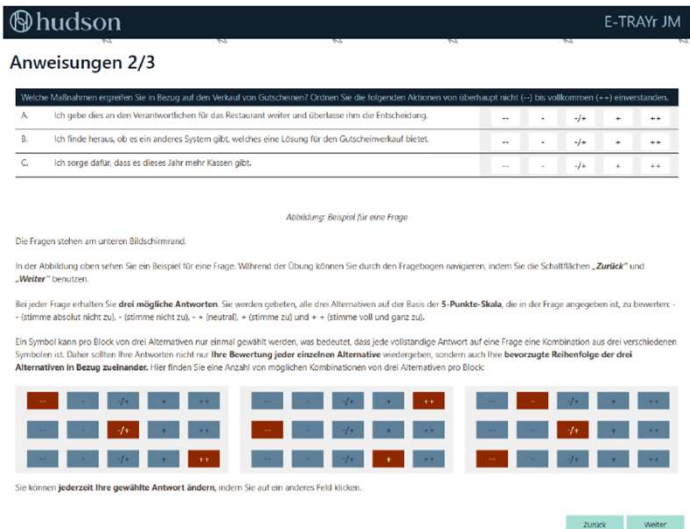 hudson
E-TRAYr JM
Anweisungen 2/3
Welche Maßnahmen ergreifen Sie in Bezug auf den Verkauf von Gutscheinen? Ordnen Sie die folgenden Aktionen von überhaupt nicht (--) bis vollkommen (++) einverstanden.
A. Ich gebe dies an den Verantwortlichen für das Restaurant weiter und überlasse ihm die Entscheidung. -- - -/+ + ++
B. Ich finde heraus, ob es ein anderes System gibt, welches eine Lösung für den Gutscheinverkauf bietet. -- - -/+ + ++
C. Ich sorge dafür, dass es dieses Jahr mehr Kassen gibt. -- - -/+ + ++
Abbildung: Beispiel für eine Frage
Die Fragen stehen am unteren Bildschirmrand.
In der Abbildung oben sehen Sie ein Beispiel für eine Frage. Während der Übung können Sie durch den Fragebogen navigieren, indem Sie die Schaltflächen „Zurück" und
„Weiter" benutzen.
Bei jeder Frage erhalten Sie drei mögliche Antworten. Sie werden gebeten, alle drei Alternativen auf der Basis der 5-Punkte-Skala, die in der Frage angegeben ist, zu bewerten: -
- (stimme absolut nicht zu), - (stimme nicht zu), - + (neutral), + (stimme zu) und + + (stimme voll und ganz zu).
Ein Symbol kann pro Block von drei Alternativen nur einmal gewählt werden, was bedeutet, dass jede vollständige Antwort auf eine Frage eine Kombination aus drei verschiedenen
Symbolen ist. Daher sollten Ihre Antworten nicht nur Ihre Bewertung jeder einzelnen Alternative wiedergeben, sondern auch Ihre bevorzugte Reihenfolge der drei
Alternativen in Bezug zueinander. Hier finden Sie eine Anzahl von möglichen Kombinationen von drei Alternativen pro Block:
-- - -/+ + ++ -- - -/+ + ++ -- - -/+ + ++
-- - -/+ + ++ -- - -/+ + ++ -- - -/+ + ++
-- - -/+ + ++ -- - -/+ + ++ -- - -/+ + ++
Sie können jederzeit Ihre gewählte Antwort ändern, indem Sie auf ein anderes Feld klicken.
Zurück Weiter